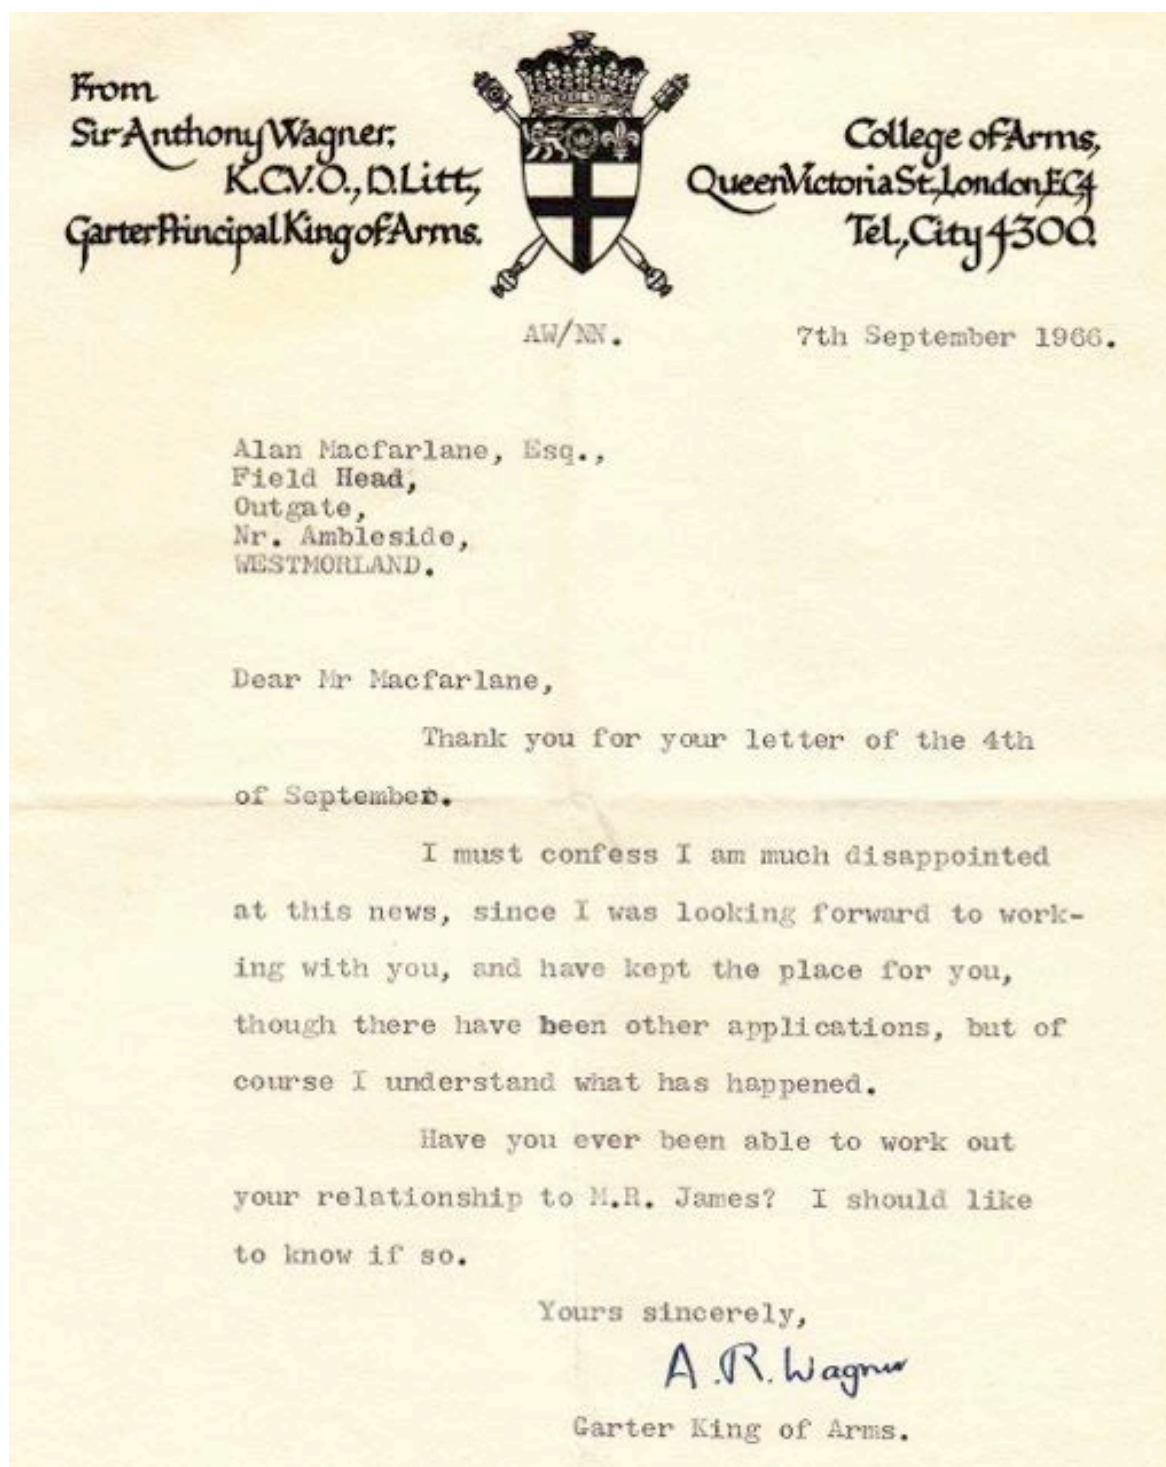 From
Sir Anthony Wagner,
K.C.V.O., D.Litt.,
Garter Principal King of Arms.
College of Arms,
Queen Victoria St., London, EC4
Tel., City 4300.
AW/NN.
7th September 1966.
Alan Macfarlane, Esq.,
Field Head,
Outgate,
Nr. Ambleside,
WESTMORLAND.
Dear Mr Macfarlane,
Thank you for your letter of the 4th
of September.
I must confess I am much disappointed
at this news, since I was looking forward to work-
ing with you, and have kept the place for you,
though there have been other applications, but of
course I understand what has happened.
Have you ever been able to work out
your relationship to M.R. James? I should like
to know if so.
Yours sincerely,
A.R. Wagner
Garter King of Arms.